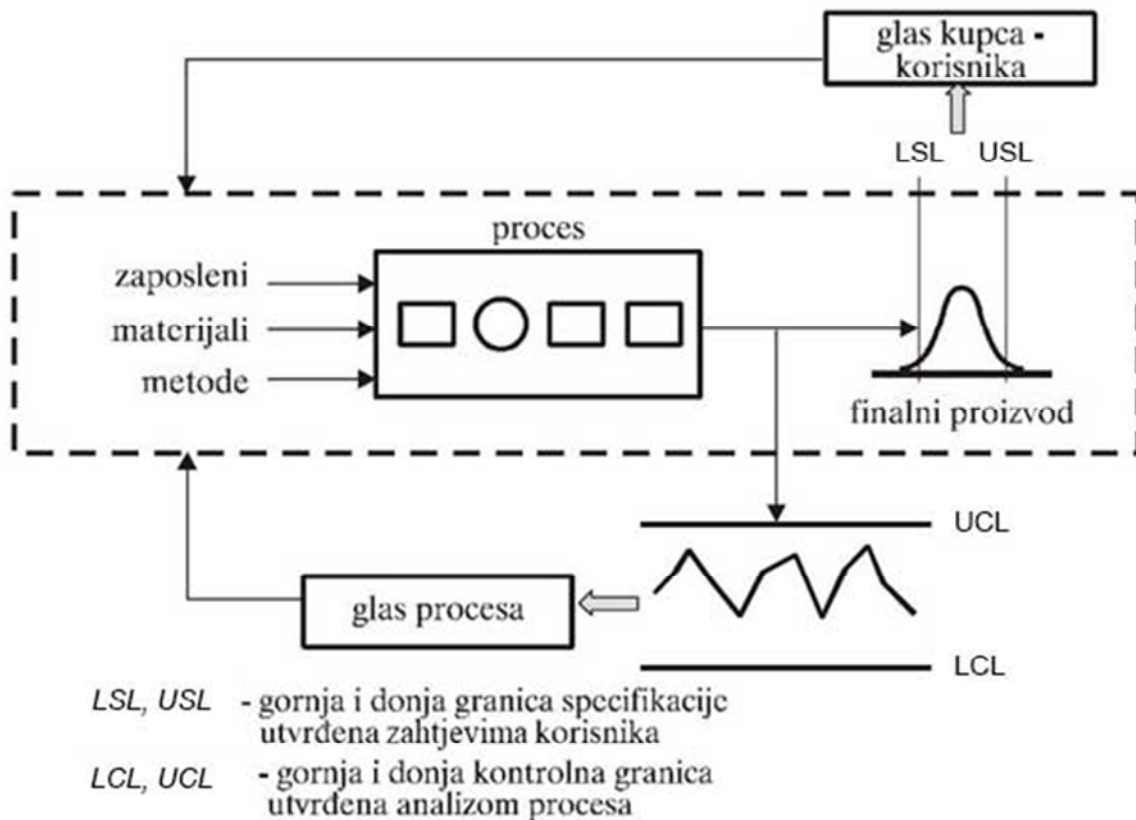 glas kupca -
korisnika
LSL USL
proces
zaposleni
materijali
metode
finalni proizvod
UCL
glas procesa
LCL
LSL, USL - gornja i donja granica specifikacije
utvrđena zahtjevima korisnika
LCL, UCL - gornja i donja kontrolna granica
utvrđena analizom procesa